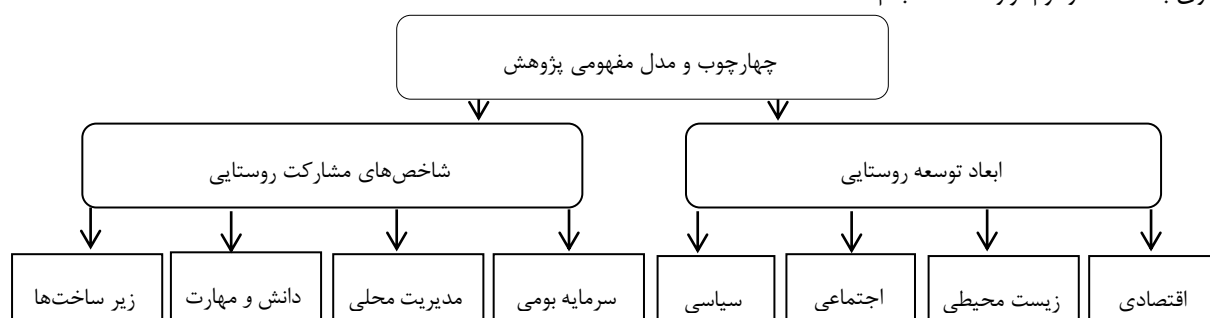 چهارچوب و مدل مفهومی پژوهش
ابعاد توسعه روستایی
شاخص‌های مشارکت روستایی
اقتصادی
زیست محیطی
اجتماعی
سیاسی
سرمایه بومی
مدیریت محلی
دانش و مهارت
زیر ساخت‌ها